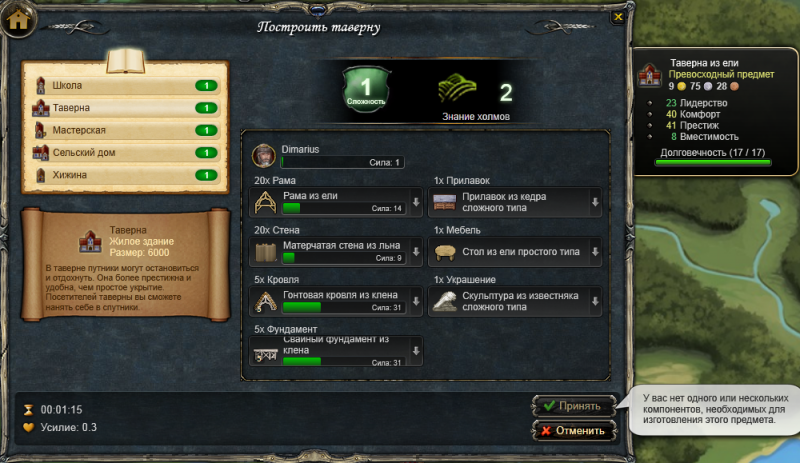 Построить таверну
Школа
1
Таверна
1
Мастерская
1
Сельский дом
1
Хижина
1
Таверна
Жилое здание
Размер: 6000
В таверне путники могут остановиться
и отдохнуть. Она более престижна и
удобна, чем простое укрытие.
Посетителей таверны вы сможете
нанять себе в спутники.
1
Сложность
2
Знание холмов
Dimarius
Сила: 1
20x Рама
Рама из ели
Сила: 14
1x Прилавок
Прилавок из кедра
сложного типа
20x Стена
Матерчатая стена из льна
Сила: 9
1x Мебель
Стол из ели простого типа
5x Кровля
Гонтовая кровля из клена
Сила: 31
1x Украшение
Скульптура из известняка
сложного типа
5x Фундамент
Свайный фундамент из
клена
Сила: 31
00:01:15
Усилие: 0.3
Принять
Отменить
Таверна из ели
Превосходный предмет
9 75 28
23 Лидерство
40 Комфорт
41 Престиж
8 Вместимость
Долговечность (17 / 17)
У вас нет одного или нескольких
компонентов, необходимых для
изготовления этого предмета.